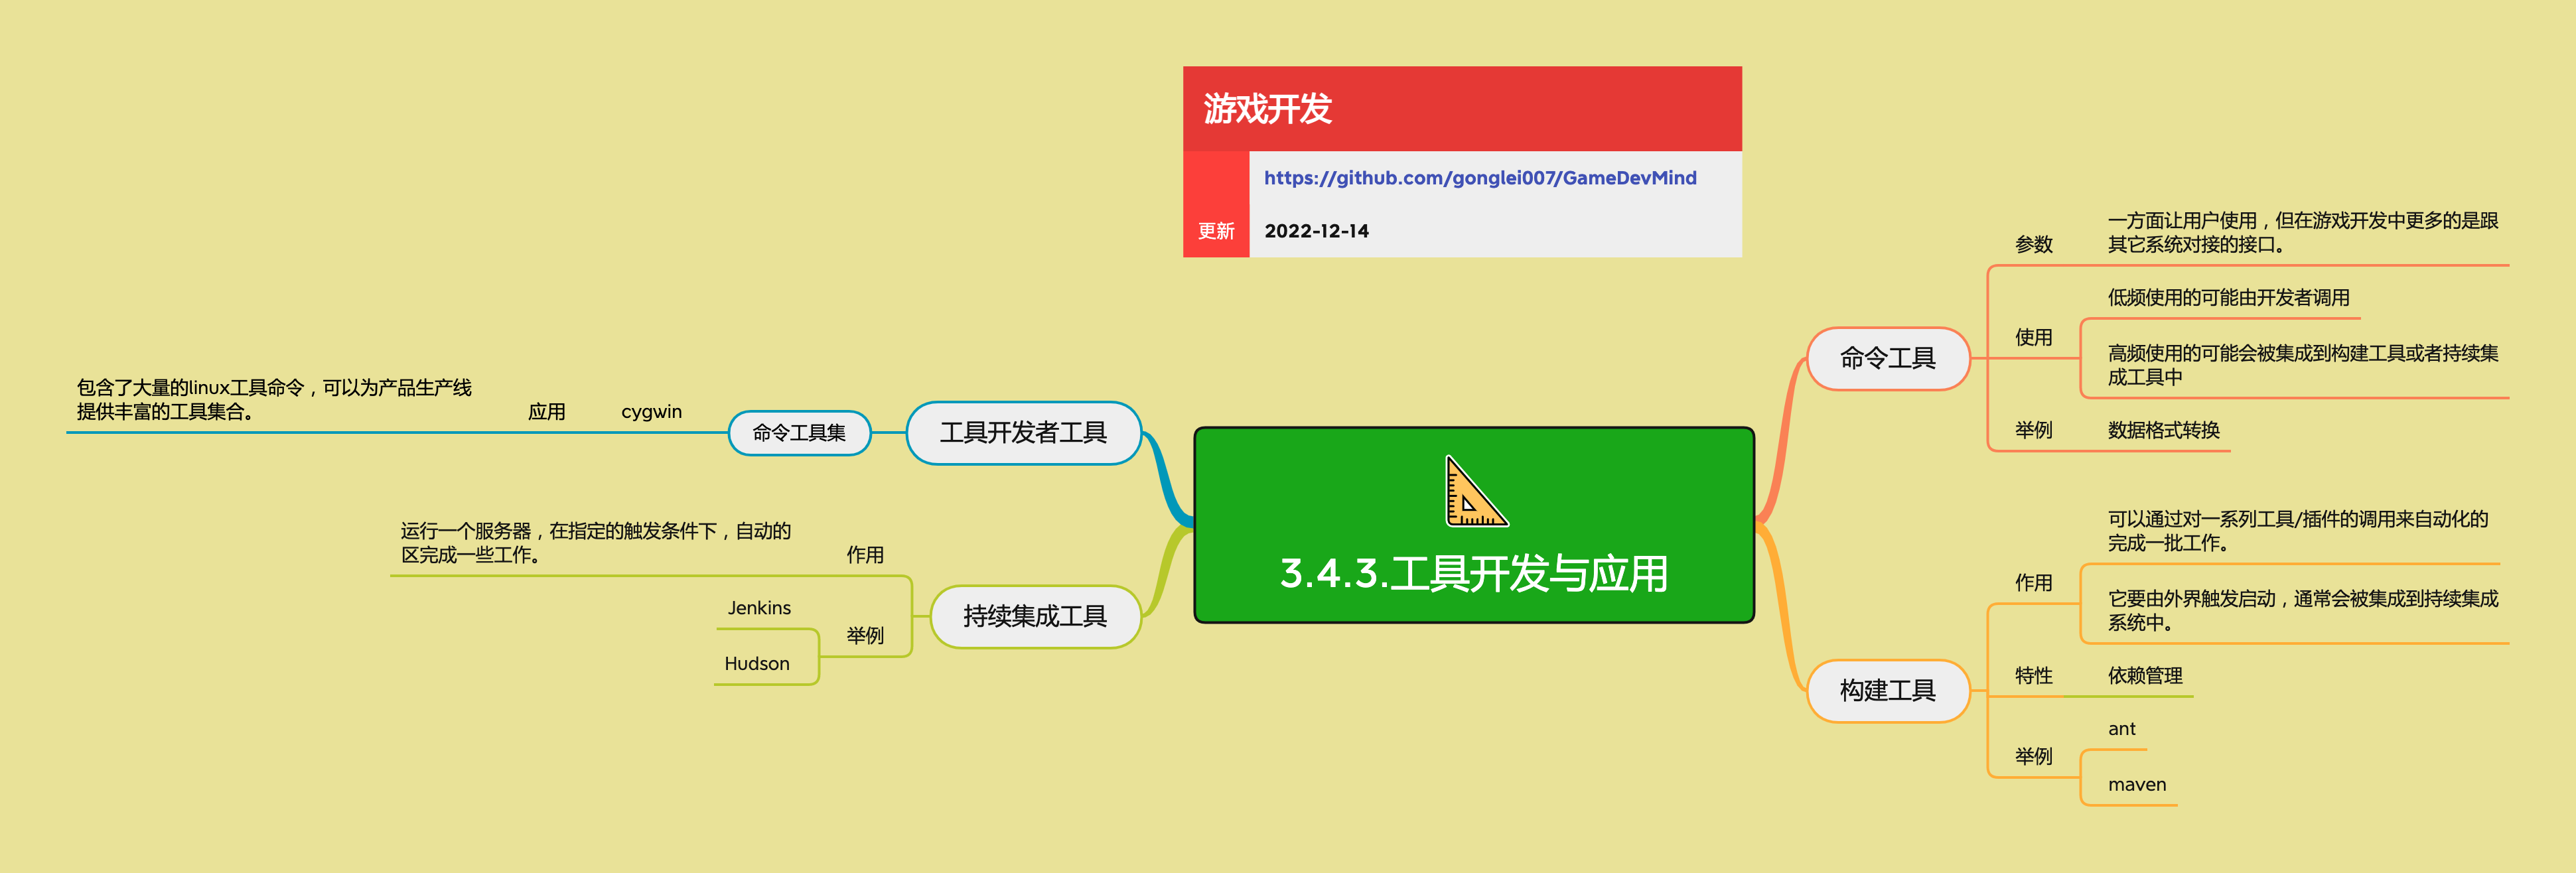 游戏开发
https://github.com/gonglei007/GameDevMind
更新
2022-12-14
3.4.3.工具开发与应用
命令工具
参数
一方面让用户使用，但在游戏开发中更多的是跟
其它系统对接的接口。
使用
低频使用的可能由开发者调用
高频使用的可能会被集成到构建工具或者持续集
成工具中
举例
数据格式转换
构建工具
作用
可以通过对一系列工具/插件的调用来自动化的
完成一批工作。
它要由外界触发启动，通常会被集成到持续集成
系统中。
特性
依赖管理
举例
ant
maven
工具开发者工具
命令工具集
cygwin
应用
包含了大量的linux工具命令，可以为产品生产线
提供丰富的工具集合。
持续集成工具
作用
运行一个服务器，在指定的触发条件下，自动的
区完成一些工作。
举例
Jenkins
Hudson